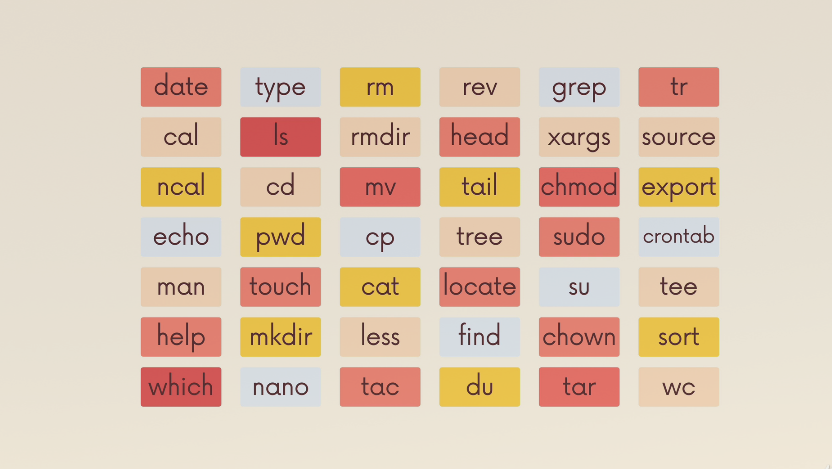 date type rm rev grep tr
cal ls rmdir head xargs source
ncal cd mv tail chmod export
echo pwd cp tree sudo crontab
man touch cat locate su tee
help mkdir less find chown sort
which nano tac du tar wc